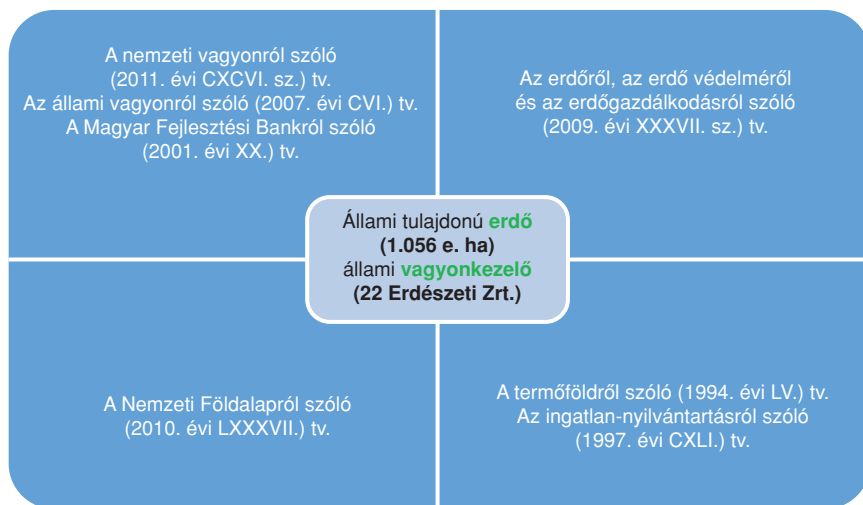 A nemzeti vagyonról szóló
(2011. évi CXCVI. sz.) tv.
Az állami vagyonról szóló (2007. évi CVI.) tv.
A Magyar Fejlesztési Bankról szóló
(2001. évi XX.) tv.
Az erdőről, az erdő védelméről
és az erdőgazdálkodásról szóló
(2009. évi XXXVII. sz.) tv.
Állami tulajdonú erdő
(1.056 e. ha)
állami vagyonkezelő
(22 Erdészeti Zrt.)
A Nemzeti Földalapról szóló
(2010. évi LXXXVII.) tv.
A termőföldről szóló (1994. évi LV.) tv.
Az ingatlan-nyilvántartásról szóló
(1997. évi CXLI.) tv.